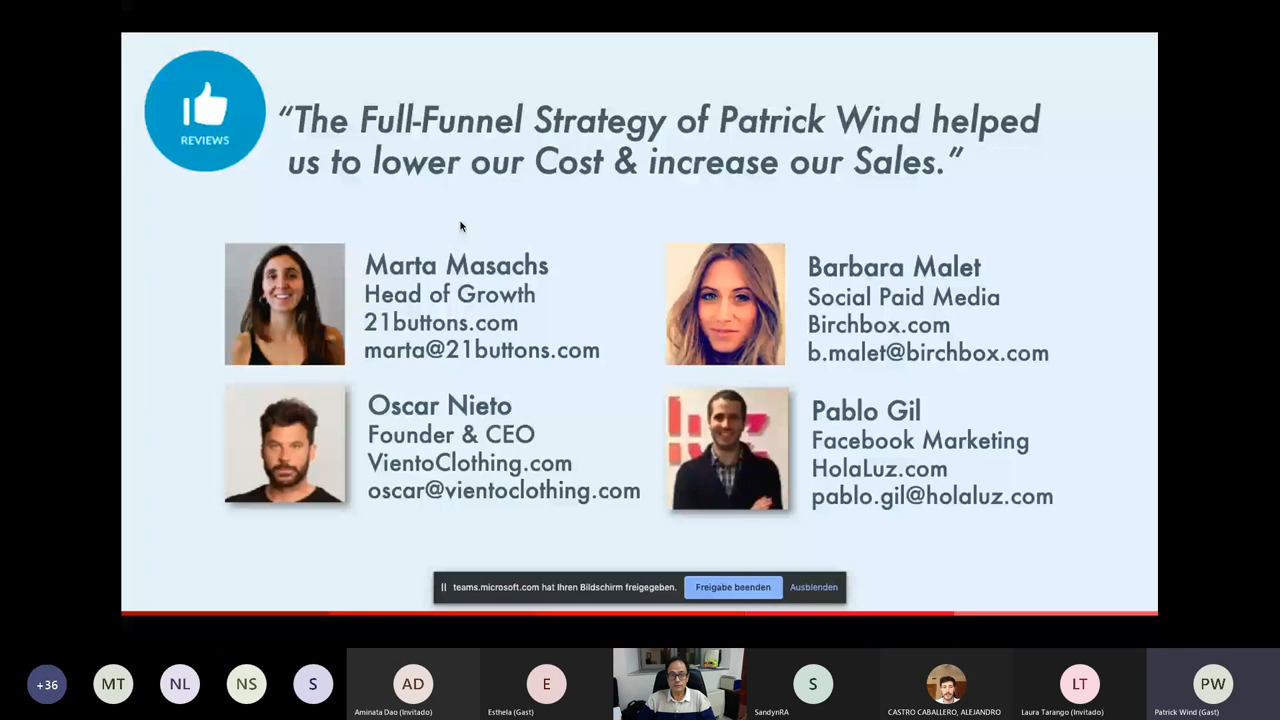 REVIEWS
“The Full-Funnel Strategy of Patrick Wind helped
us to lower our Cost & increase our Sales.”
Marta Masachs
Head of Growth
21buttons.com
marta@21buttons.com
Barbara Malet
Social Paid Media
Birchbox.com
b.malet@birchbox.com
Oscar Nieto
Founder & CEO
VientoClothing.com
oscar@vientoclothing.com
Pablo Gil
Facebook Marketing
HolaLuz.com
pablo.gil@holaluz.com
teams.microsoft.com hat Ihren Bildschirm freigegeben.
Freigabe beenden
Ausblenden
+36
MT
NL
NS
S
AD
Aminata Dao (Invitado)
E
Esthela (Gast)
S
SandynRA
CASTRO CABALLERO, ALEJANDRO
LT
Laura Tarango (Invitado)
PW
Patrick Wind (Gast)